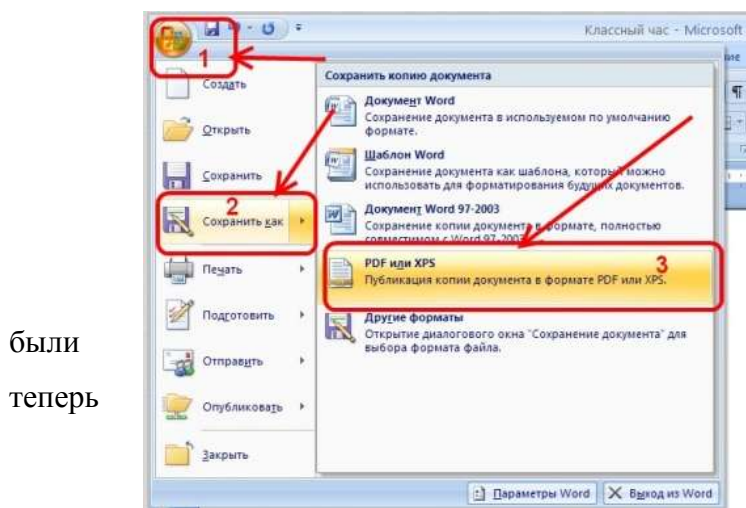 Классный час - Microsoft
1
Создать
Открыть
Сохранить
2
Сохранить как
Печать
Подготовить
Отправить
Опубликовать
Закрыть
Сохранить копию документа
Документ Word
Сохранение документа в используемом по умолчанию
формате.
Шаблон Word
Сохранение документа как шаблона, который можно
использовать для форматирования будущих документов.
Документ Word 97-2003
Сохранение копии документа в формате, полностью
совместимом с Word 97-2003.
PDF или XPS
3
Публикация копии документа в формате PDF или XPS.
Другие форматы
Открытие диалогового окна "Сохранение документа" для
выбора формата файла.
Параметры Word
Выход из Word
были
теперь